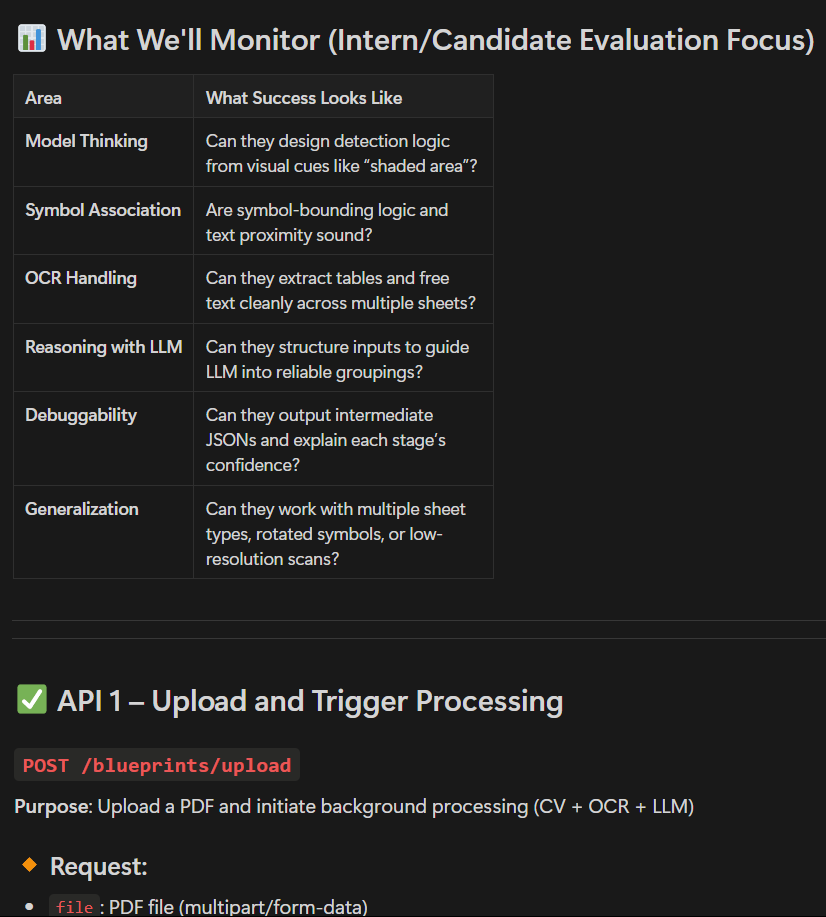 📊 What We'll Monitor (Intern/Candidate Evaluation Focus)
Area What Success Looks Like
Model Thinking Can they design detection logic
from visual cues like “shaded area”?
Symbol Association Are symbol-bounding logic and
text proximity sound?
OCR Handling Can they extract tables and free
text cleanly across multiple sheets?
Reasoning with LLM Can they structure inputs to guide
LLM into reliable groupings?
Debuggability Can they output intermediate
JSONs and explain each stage’s
confidence?
Generalization Can they work with multiple sheet
types, rotated symbols, or low-
resolution scans?
✅ API 1 – Upload and Trigger Processing
POST /blueprints/upload
Purpose: Upload a PDF and initiate background processing (CV + OCR + LLM)
🔸 Request:
• file: PDF file (multipart/form-data)